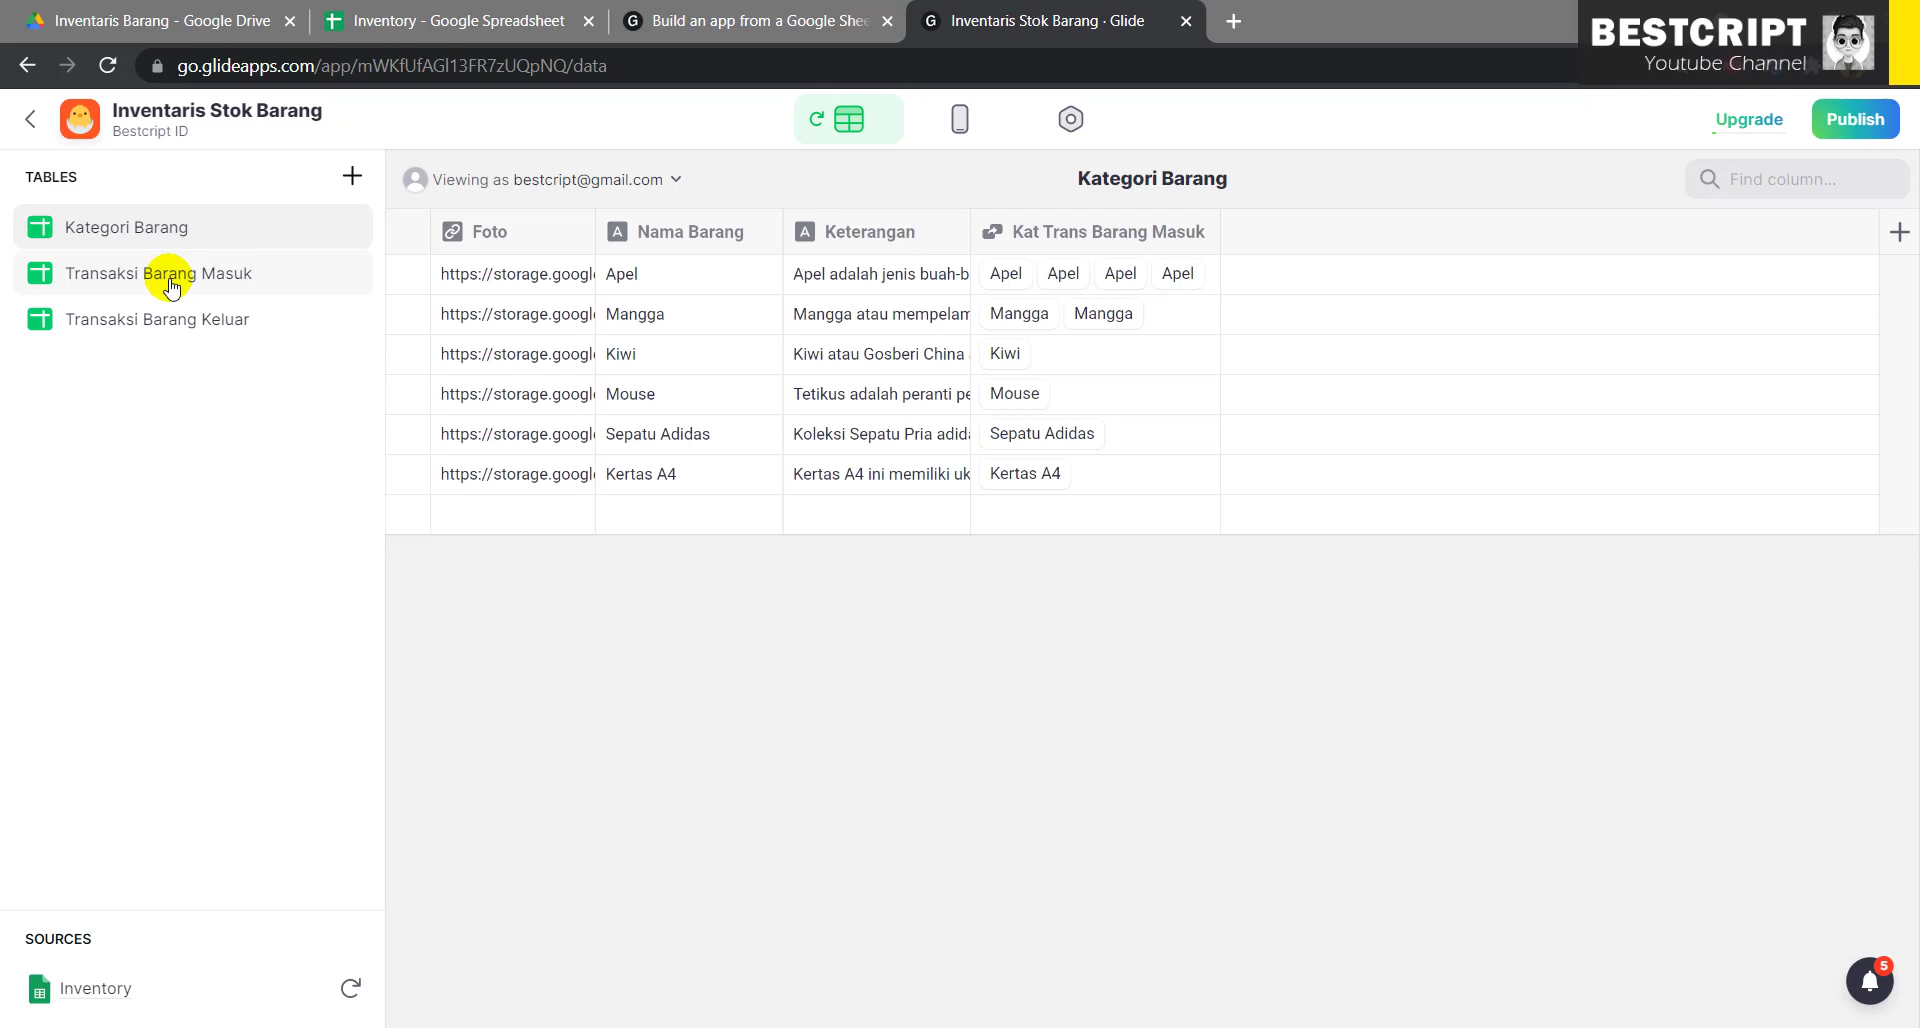 Inventaris Barang - Google Drive
Inventory - Google Spreadsheet
Build an app from a Google Shee
Inventaris Stok Barang · Glide
BESTCRIPT
Youtube Channel
go.glideapps.com/app/mWKfUfAGl13FR7zUQpNQ/data
Inventaris Stok Barang
Bestcript ID
Upgrade
Publish
TABLES
Viewing as bestcript@gmail.com
Kategori Barang
Find column...
Kategori Barang
Transaksi Barang Masuk
Transaksi Barang Keluar
Foto Nama Barang Keterangan Kat Trans Barang Masuk
https://storage.googl Apel Apel adalah jenis buah-b Apel Apel Apel Apel
https://storage.googl Mangga Mangga atau mempelam Mangga Mangga
https://storage.googl Kiwi Kiwi atau Gosberi China Kiwi
https://storage.googl Mouse Tetikus adalah peranti pe Mouse
https://storage.googl Sepatu Adidas Koleksi Sepatu Pria adida Sepatu Adidas
https://storage.googl Kertas A4 Kertas A4 ini memiliki uk Kertas A4
SOURCES
Inventory
5